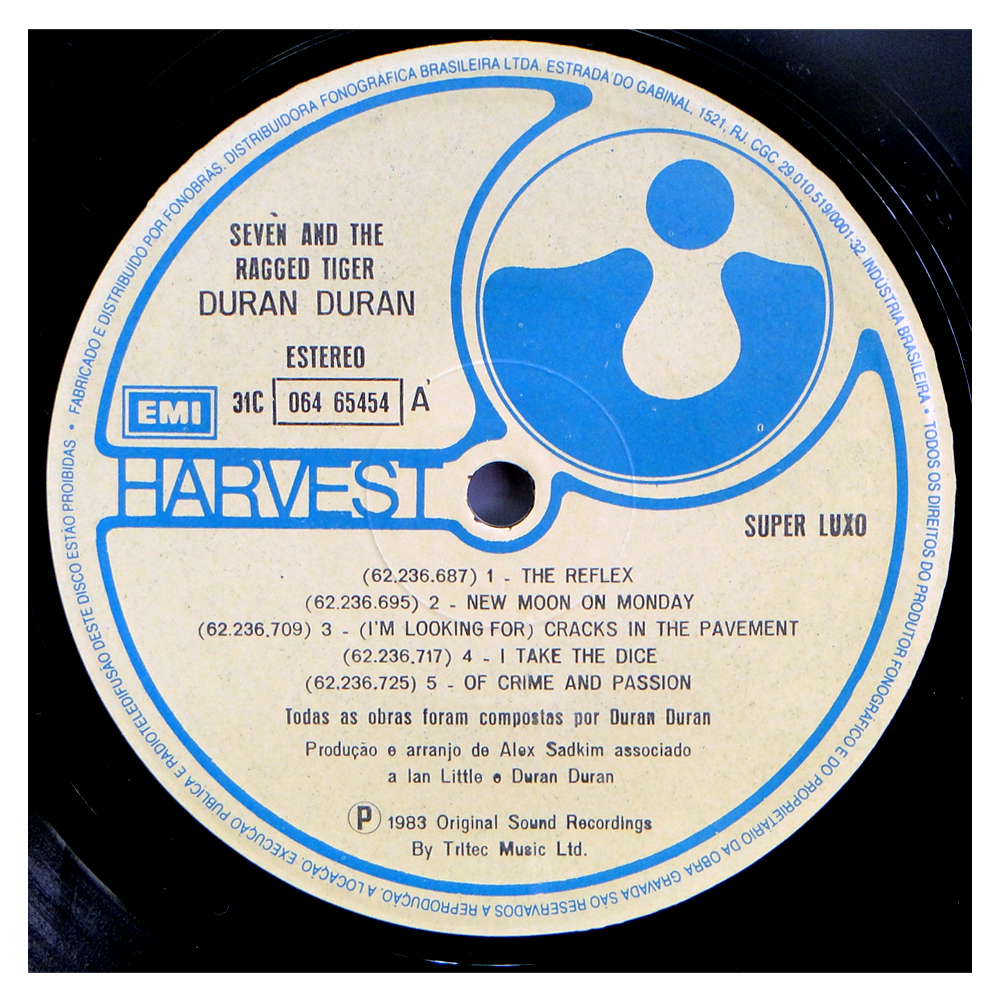 SEVEN AND THE
RAGGED TIGER
DURAN DURAN
ESTEREO
EMI 31C 064 65454 A
HARVEST
SUPER LUXO
(62.236.687) 1 - THE REFLEX
(62.236.695) 2 - NEW MOON ON MONDAY
(62.236.709) 3 - (I'M LOOKING FOR) CRACKS IN THE PAVEMENT
(62.236.717) 4 - I TAKE THE DICE
(62.236.725) 5 - OF CRIME AND PASSION
Todas as obras foram compostas por Duran Duran
Produção e arranjo de Alex Sadkim associado
a Ian Little e Duran Duran
℗ 1983 Original Sound Recordings
By Tritec Music Ltd.
• FABRICADO E DISTRIBUIDO POR FONOBRAS. DISTRIBUIDORA FONOGRÁFICA BRASILEIRA LTDA. ESTRADA DO GABINAL, 1521, RJ. CGC 29.010.519/0001-32. INDÚSTRIA BRASILEIRA • TODOS OS DIREITOS DO PRODUTOR FONOGRÁFICO E DO PROPRIETÁRIO DA OBRA GRAVADA SÃO RESERVADOS A REPRODUÇÃO. A LOCAÇÃO. EXECUÇÃO PUBLICA E RADIOTELEDIFUSÃO DESTE DISCO ESTÃO PROIBIDAS